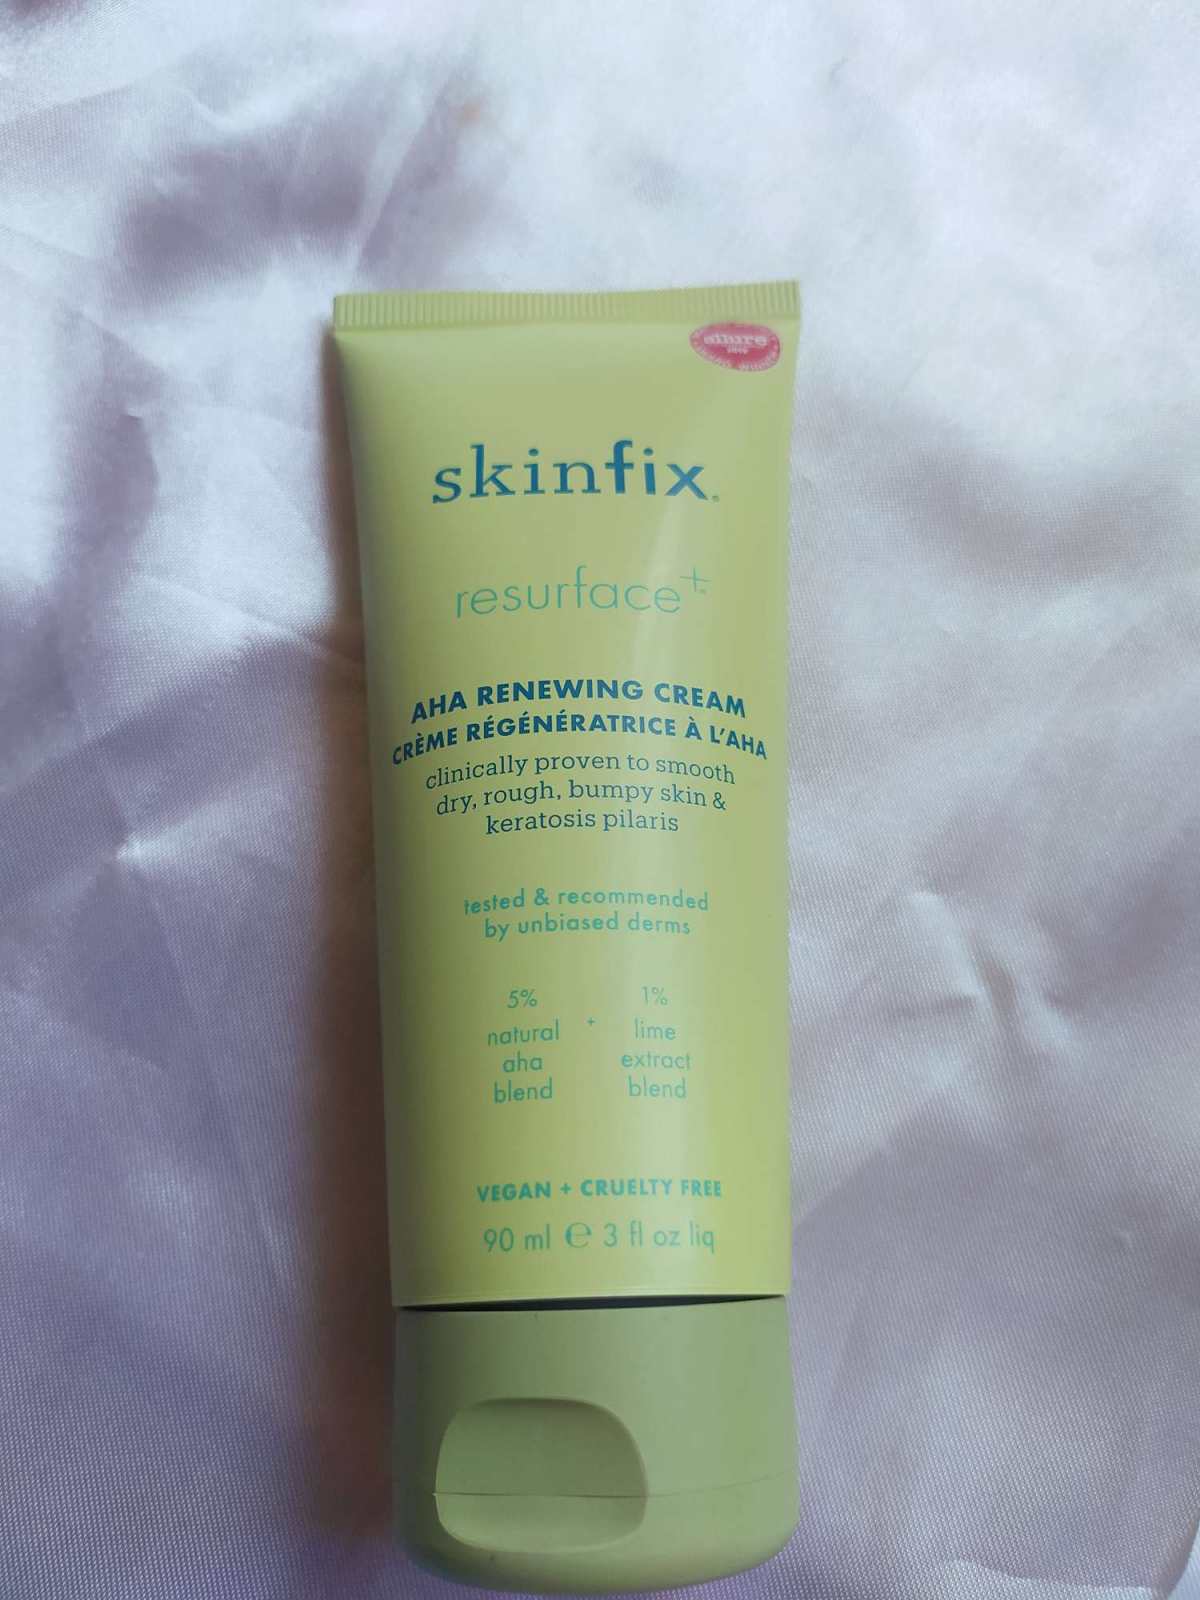 allure
skinfix
resurface+
AHA RENEWING CREAM
CRÈME RÉGÉNÉRATRICE À L'AHA
clinically proven to smooth
dry, rough, bumpy skin &
keratosis pilaris
tested & recommended
by unbiased derms
5% + 1%
natural lime
aha extract
blend blend
VEGAN + CRUELTY FREE
90 ml ℮ 3 fl oz liq